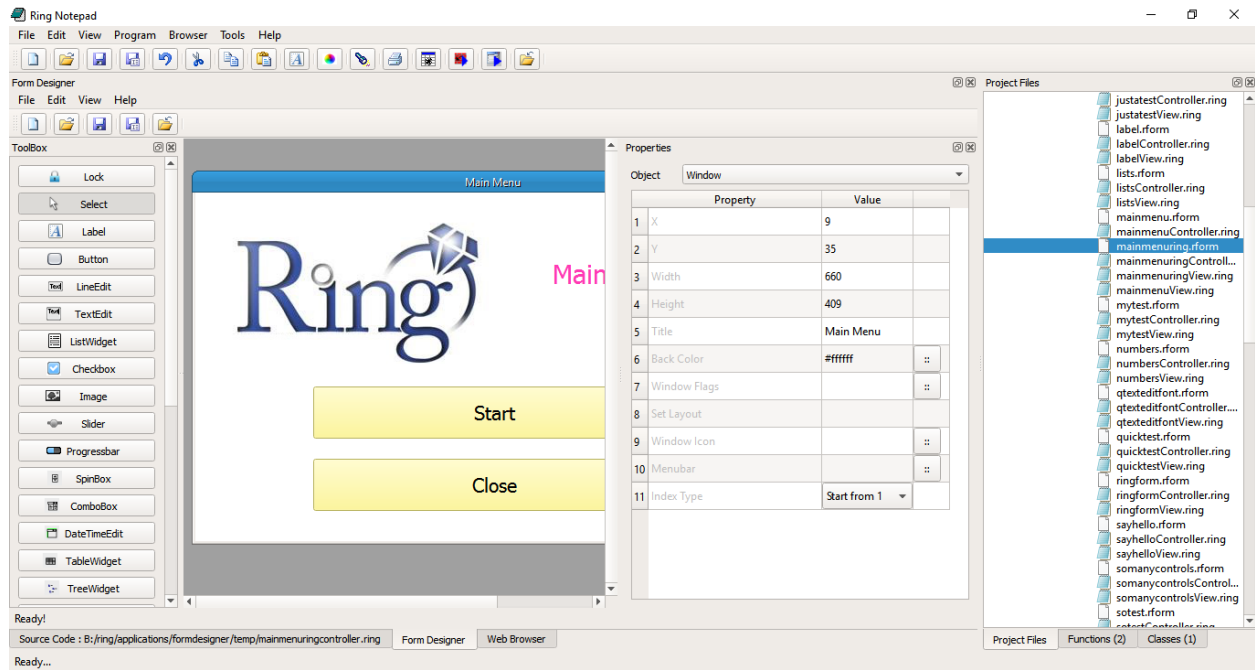 Ring Notepad
File Edit View Program Browser Tools Help
Form Designer
File Edit View Help
ToolBox
Lock
Select
Label
Button
LineEdit
TextEdit
ListWidget
Checkbox
Image
Slider
Progressbar
SpinBox
ComboBox
DateTimeEdit
TableWidget
TreeWidget
Main Menu
Ring
Main
Start
Close
Properties
Object Window
Property Value
1 X 9
2 Y 35
3 Width 660
4 Height 409
5 Title Main Menu
6 Back Color #ffffff ::
7 Window Flags ::
8 Set Layout
9 Window Icon ::
10 Menubar ::
11 Index Type Start from 1
Project Files
justatestController.ring
justatestView.ring
label.rform
labelController.ring
labelView.ring
lists.rform
listsController.ring
listsView.ring
mainmenu.rform
mainmenuController.ring
mainmenuring.rform
mainmenuringControll...
mainmenuringView.ring
mainmenuView.ring
mytest.rform
mytestController.ring
mytestView.ring
numbers.rform
numbersController.ring
numbersView.ring
qtexteditfont.rform
qtexteditfontController....
qtexteditfontView.ring
quicktest.rform
quicktestController.ring
quicktestView.ring
ringform.rform
ringformController.ring
ringformView.ring
sayhello.rform
sayhelloController.ring
sayhelloView.ring
somanycontrols.rform
somanycontrolsControl...
somanycontrolsView.ring
sotest.rform
sotestController.ring
Ready!
Source Code : B:/ring/applications/formdesigner/temp/mainmenuringcontroller.ring Form Designer Web Browser
Project Files Functions (2) Classes (1)
Ready...